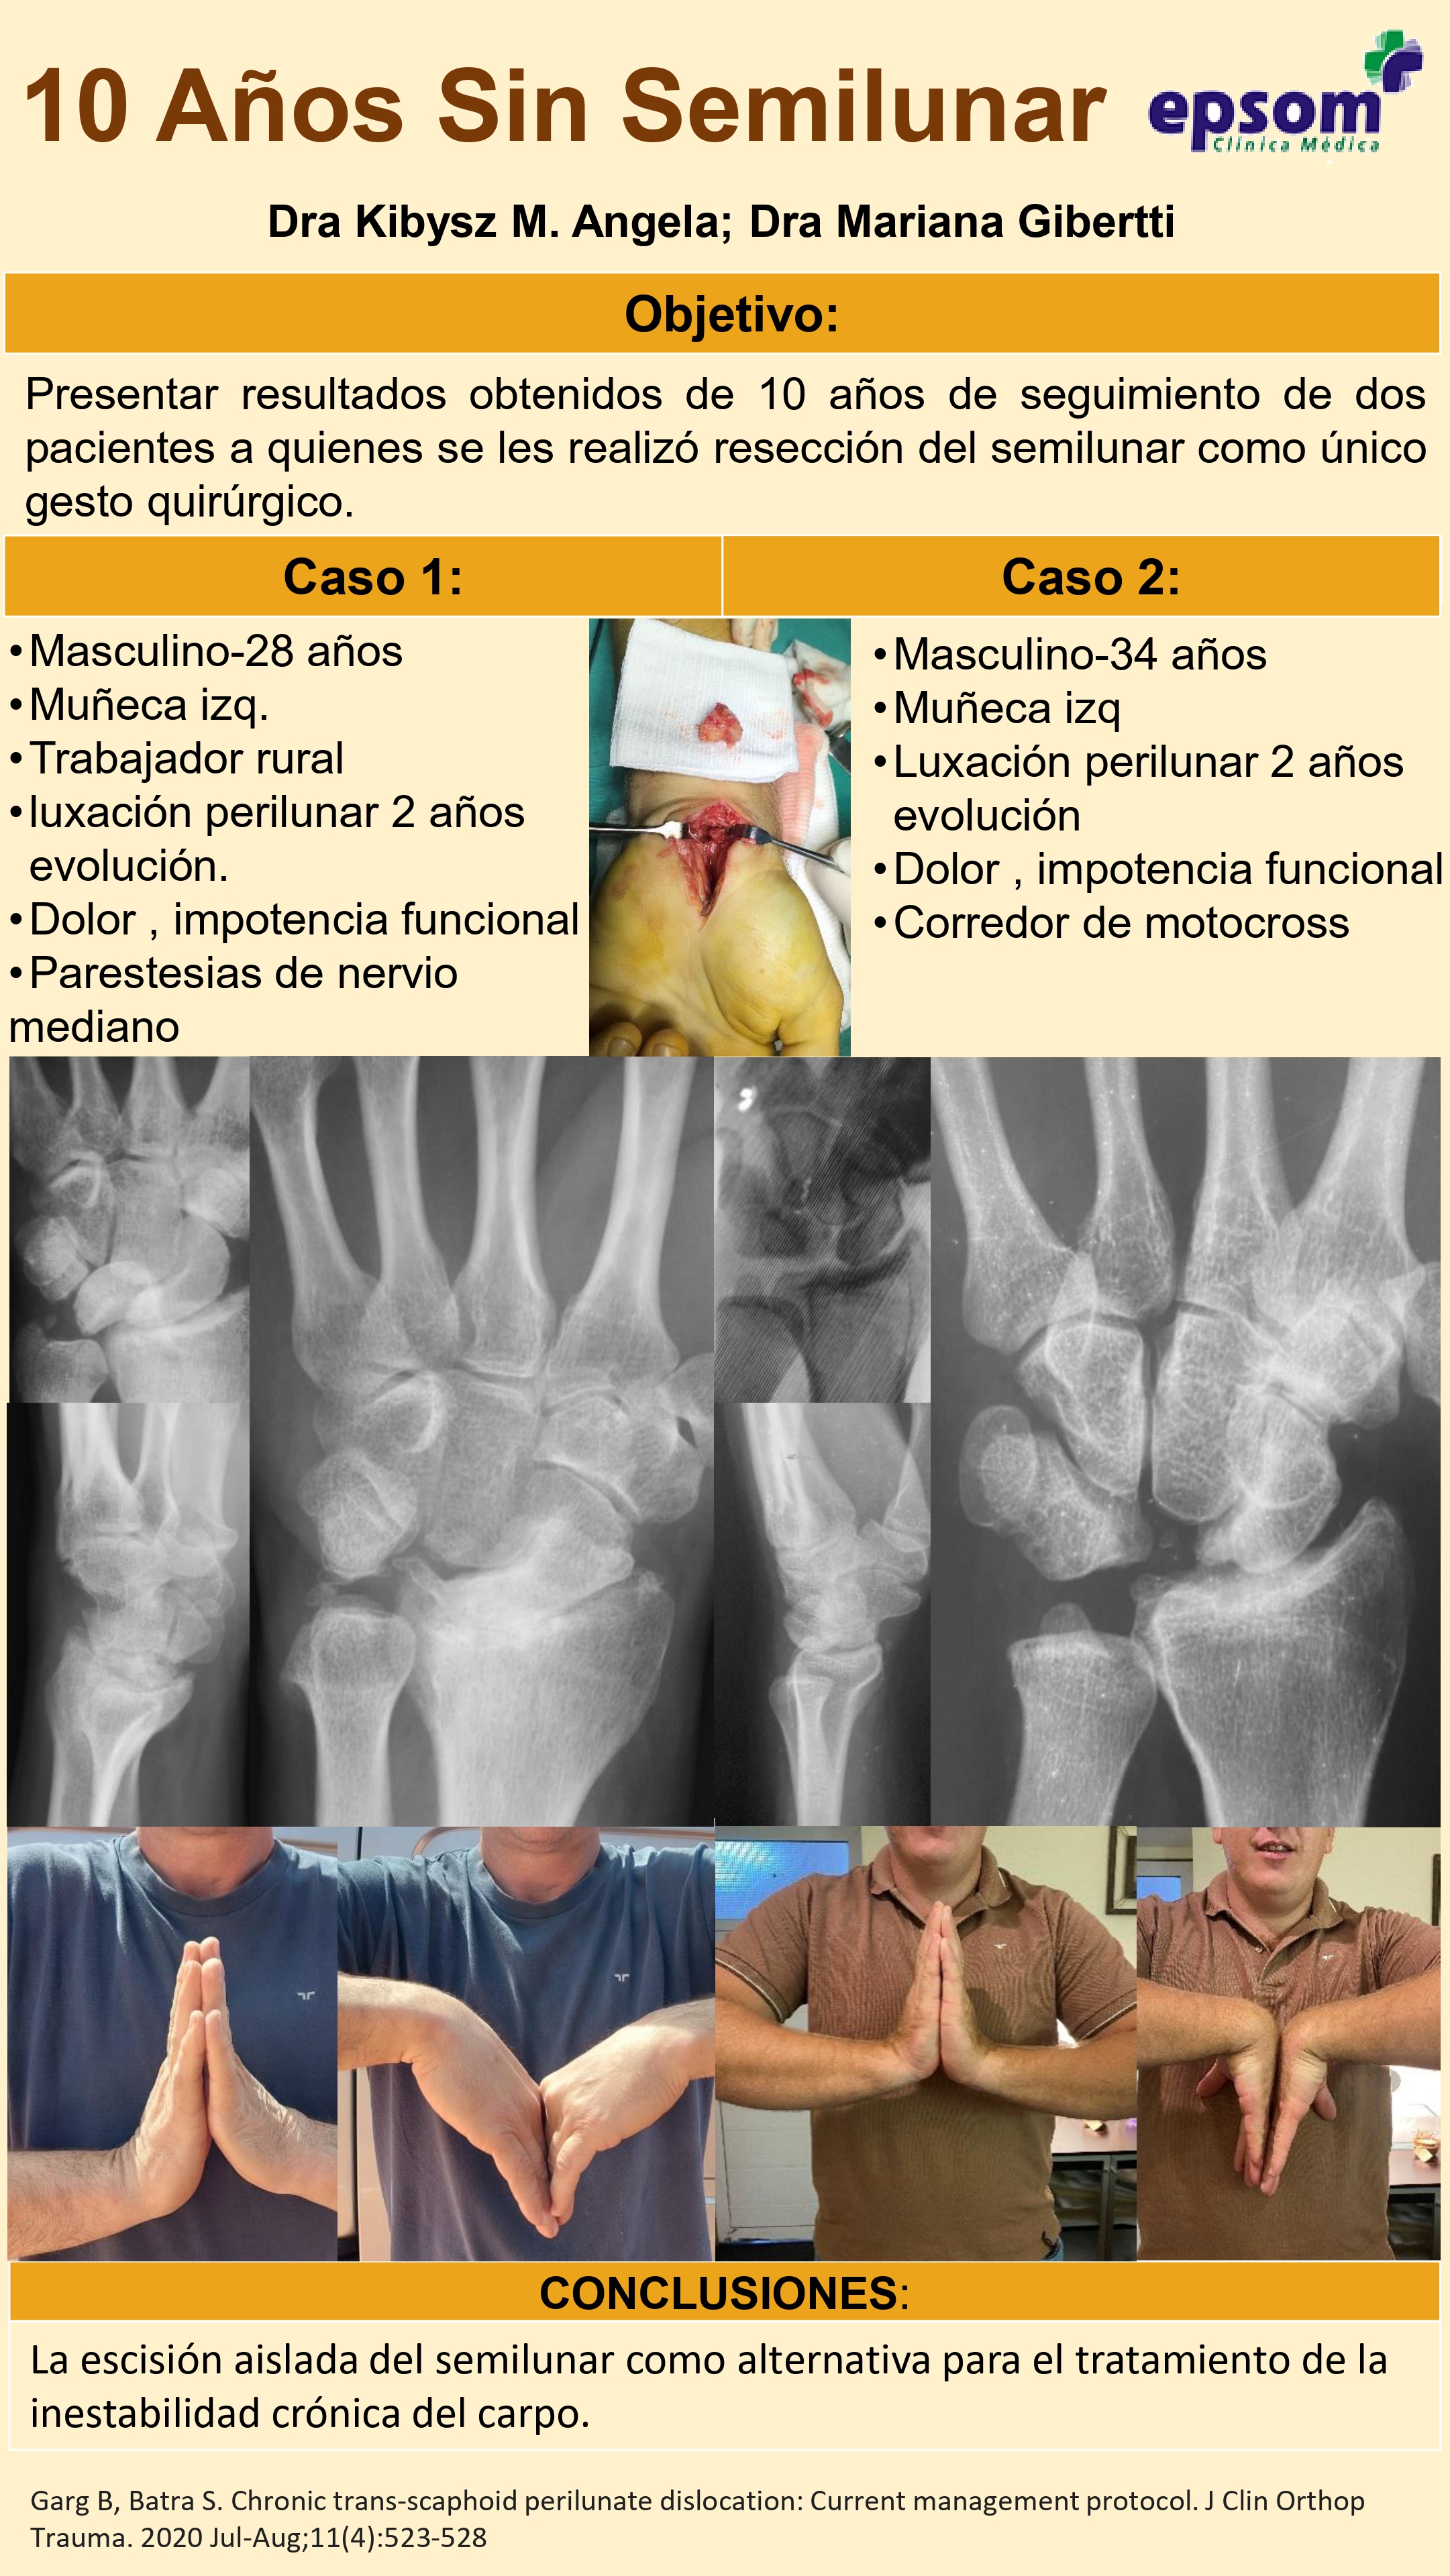 10 Años Sin Semilunar
epsom
Clínica Médica
Dra Kibysz M. Angela; Dra Mariana Gibertti
Objetivo:
Presentar resultados obtenidos de 10 años de seguimiento de dos
pacientes a quienes se les realizó resección del semilunar como único
gesto quirúrgico.
Caso 1:
•Masculino-28 años
•Muñeca izq.
•Trabajador rural
•luxación perilunar 2 años
evolución.
•Dolor , impotencia funcional
•Parestesias de nervio
mediano
Caso 2:
•Masculino-34 años
•Muñeca izq
•Luxación perilunar 2 años
evolución
•Dolor , impotencia funcional
•Corredor de motocross
CONCLUSIONES:
La escisión aislada del semilunar como alternativa para el tratamiento de la
inestabilidad crónica del carpo.
Garg B, Batra S. Chronic trans-scaphoid perilunate dislocation: Current management protocol. J Clin Orthop
Trauma. 2020 Jul-Aug;11(4):523-528